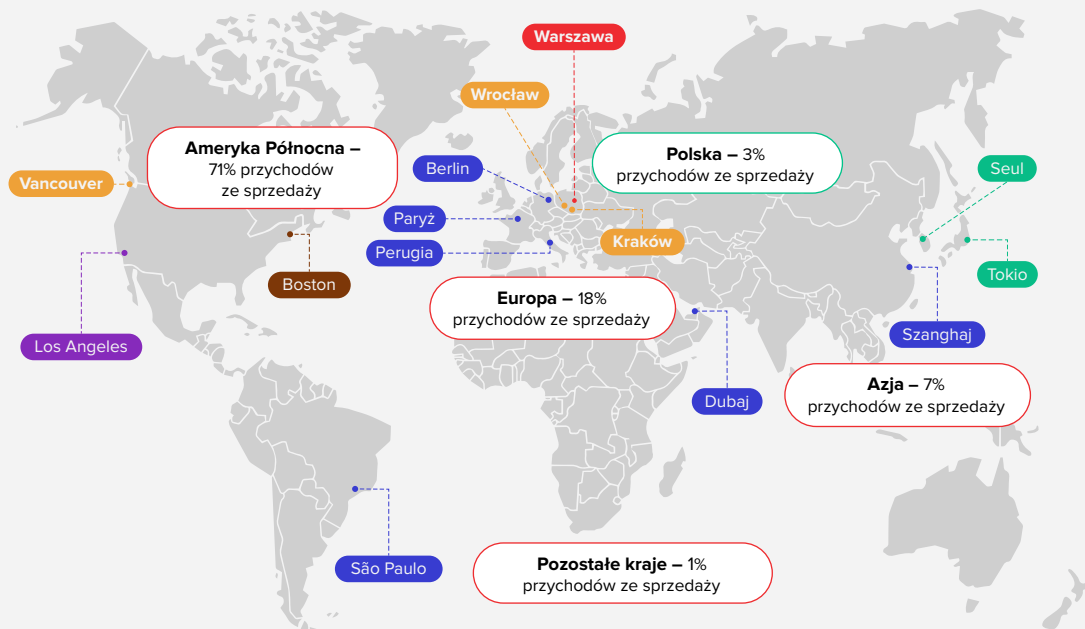 Warszawa
Wrocław
Ameryka Północna –
71% przychodów
ze sprzedaży
Polska – 3%
przychodów ze sprzedaży
Berlin
Seul
Vancouver
Paryż
Perugia
Kraków
Boston
Tokio
Europa – 18%
przychodów ze sprzedaży
Los Angeles
Szanghaj
Dubaj
Azja – 7%
przychodów ze sprzedaży
São Paulo
Pozostałe kraje – 1%
przychodów ze sprzedaży